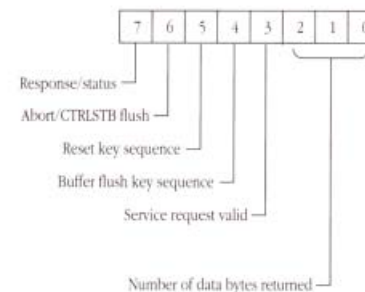 7 6 5 4 3 2 1 0
Response/status
Abort/CTRLSTB flush
Reset key sequence
Buffer flush key sequence
Service request valid
Number of data bytes returned